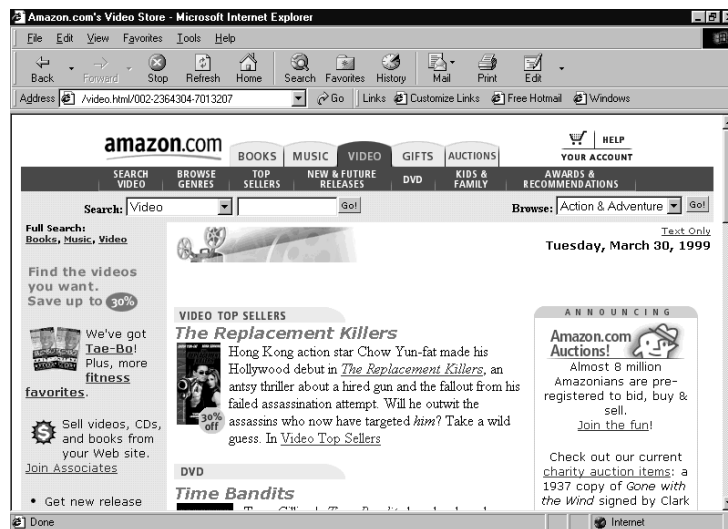 Amazon.com's Video Store - Microsoft Internet Explorer
File Edit View Favorites Tools Help
Back Forward Stop Refresh Home Search Favorites History Mail Print Edit
Address /video.html/002-2364304-7013207 Go Links Customize Links Free Hotmail Windows
amazon.com
BOOKS MUSIC VIDEO GIFTS AUCTIONS
HELP
YOUR ACCOUNT
SEARCH VIDEO
BROWSE GENRES
TOP SELLERS
NEW & FUTURE RELEASES
DVD
KIDS & FAMILY
AWARDS & RECOMMENDATIONS
Search: Video Go!
Browse: Action & Adventure Go!
Full Search:
Books, Music, Video
Find the videos
you want.
Save up to 30%
We've got
Tae-Bo!
Plus, more
fitness
favorites.
$
Sell videos, CDs,
and books from
your Web site.
Join Associates
• Get new release
Text Only
Tuesday, March 30, 1999
VIDEO TOP SELLERS
The Replacement Killers
30%
off
Hong Kong action star Chow Yun-fat made his
Hollywood debut in The Replacement Killers, an
antsy thriller about a hired gun and the fallout from his
failed assassination attempt. Will he outwit the
assassins who now have targeted him? Take a wild
guess. In Video Top Sellers
DVD
Time Bandits
ANNOUNCING
Amazon.com
Auctions!
Almost 8 million
Amazonians are pre-
registered to bid, buy &
sell.
Join the fun!
Check out our current
charity auction items: a
1937 copy of Gone with
the Wind signed by Clark
Done
Internet